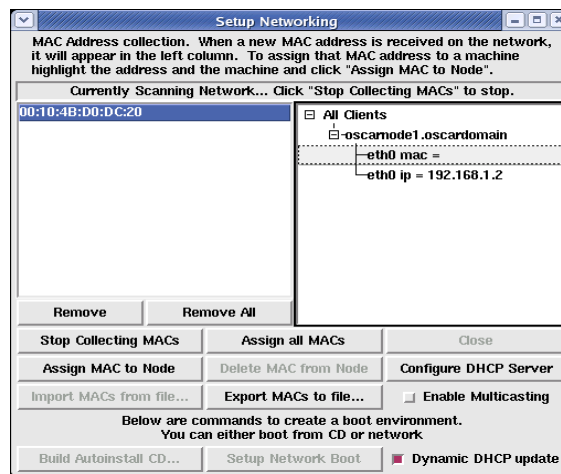 Setup Networking
MAC Address collection. When a new MAC address is received on the network,
it will appear in the left column. To assign that MAC address to a machine
highlight the address and the machine and click "Assign MAC to Node".
Currently Scanning Network... Click "Stop Collecting MACs" to stop.
00:10:4B:D0:DC:20
All Clients
oscarnode1.oscardomain
eth0 mac =
eth0 ip = 192.168.1.2
Remove
Remove All
Stop Collecting MACs
Assign all MACs
Close
Assign MAC to Node
Delete MAC from Node
Configure DHCP Server
Import MACs from file...
Export MACs to file...
Enable Multicasting
Below are commands to create a boot environment.
You can either boot from CD or network
Build Autoinstall CD...
Setup Network Boot
Dynamic DHCP update